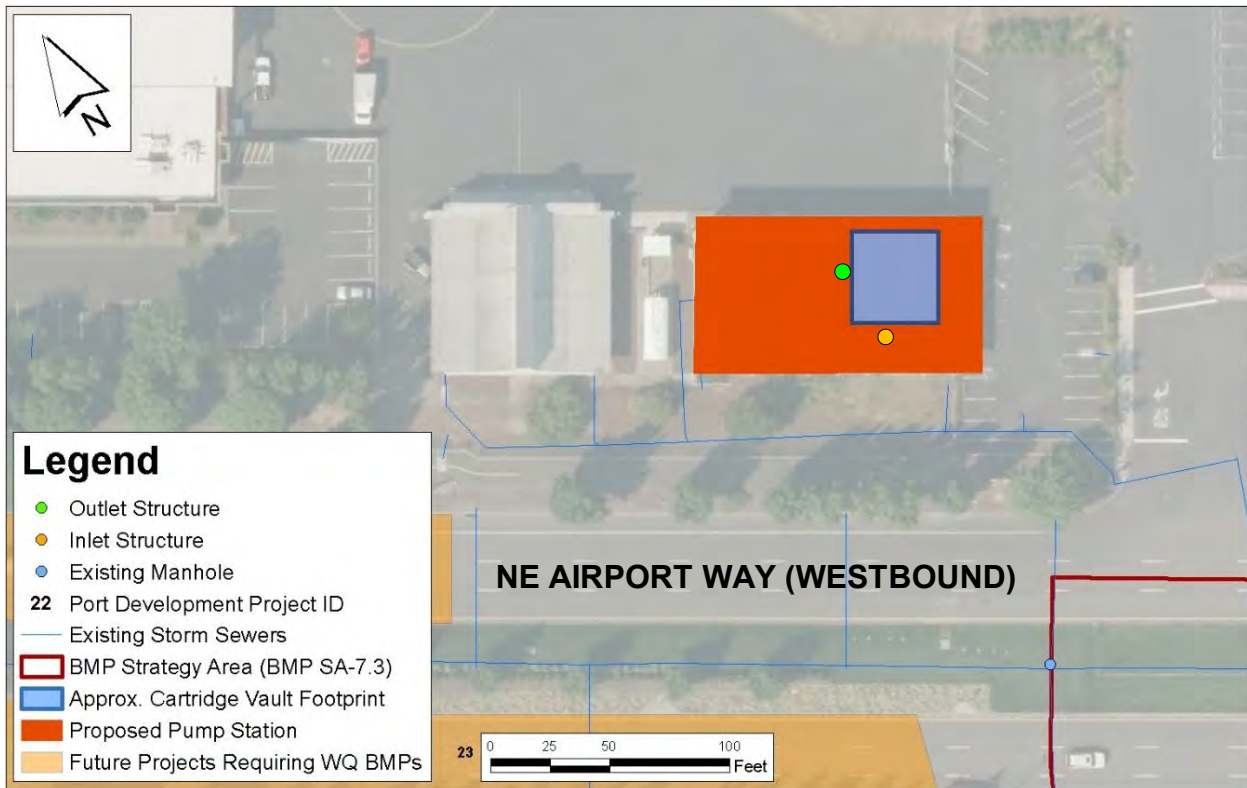 N
NE AIRPORT WAY (WESTBOUND)
Legend
Outlet Structure
Inlet Structure
Existing Manhole
22 Port Development Project ID
Existing Storm Sewers
BMP Strategy Area (BMP SA-7.3)
Approx. Cartridge Vault Footprint
Proposed Pump Station
Future Projects Requiring WQ BMPs
23
0 25 50 100
Feet